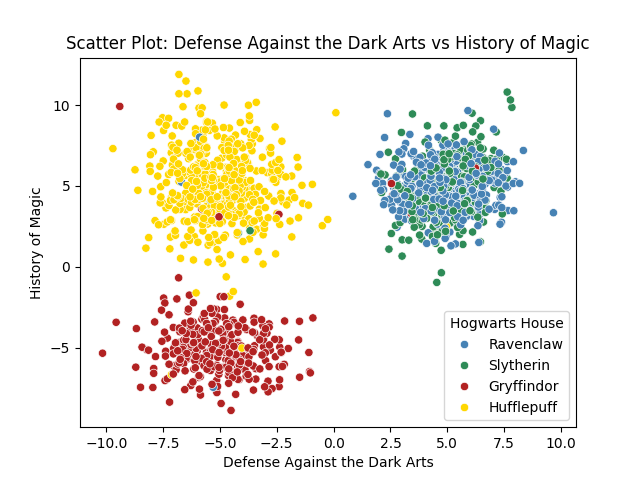 Scatter Plot: Defense Against the Dark Arts vs History of Magic
History of Magic
10
5
0
−5
−10.0 −7.5 −5.0 −2.5 0.0 2.5 5.0 7.5 10.0
Defense Against the Dark Arts
Hogwarts House
Ravenclaw
Slytherin
Gryffindor
Hufflepuff